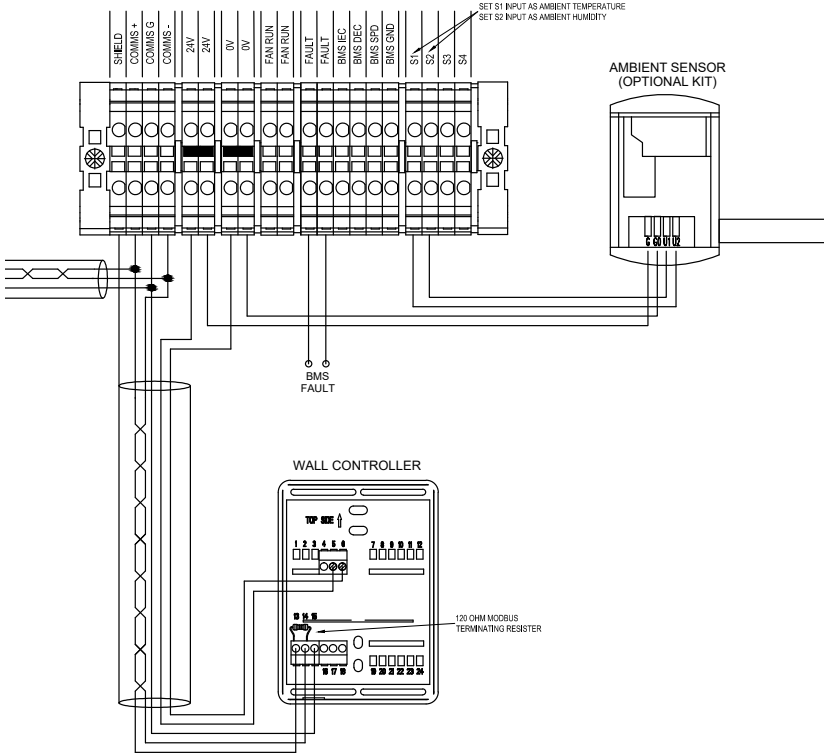 SET S1 INPUT AS AMBIENT TEMPERATURE
SET S2 INPUT AS AMBIENT HUMIDITY
SHIELD
COMMS +
COMMS G
COMMS -
24V
24V
0V
0V
FAN RUN
FAN RUN
FAULT
FAULT
BMS IEC
BMS DEC
BMS SPD
BMS GND
S1
S2
S3
S4
AMBIENT SENSOR
(OPTIONAL KIT)
G G0 U1 U2
BMS
FAULT
WALL CONTROLLER
TOP SIDE
1 2 3 4 5 6 7 8 9 10 11 12
13 14 15
120 OHM MODBUS
TERMINATING RESISTER
16 17 18 19 20 21 22 23 24